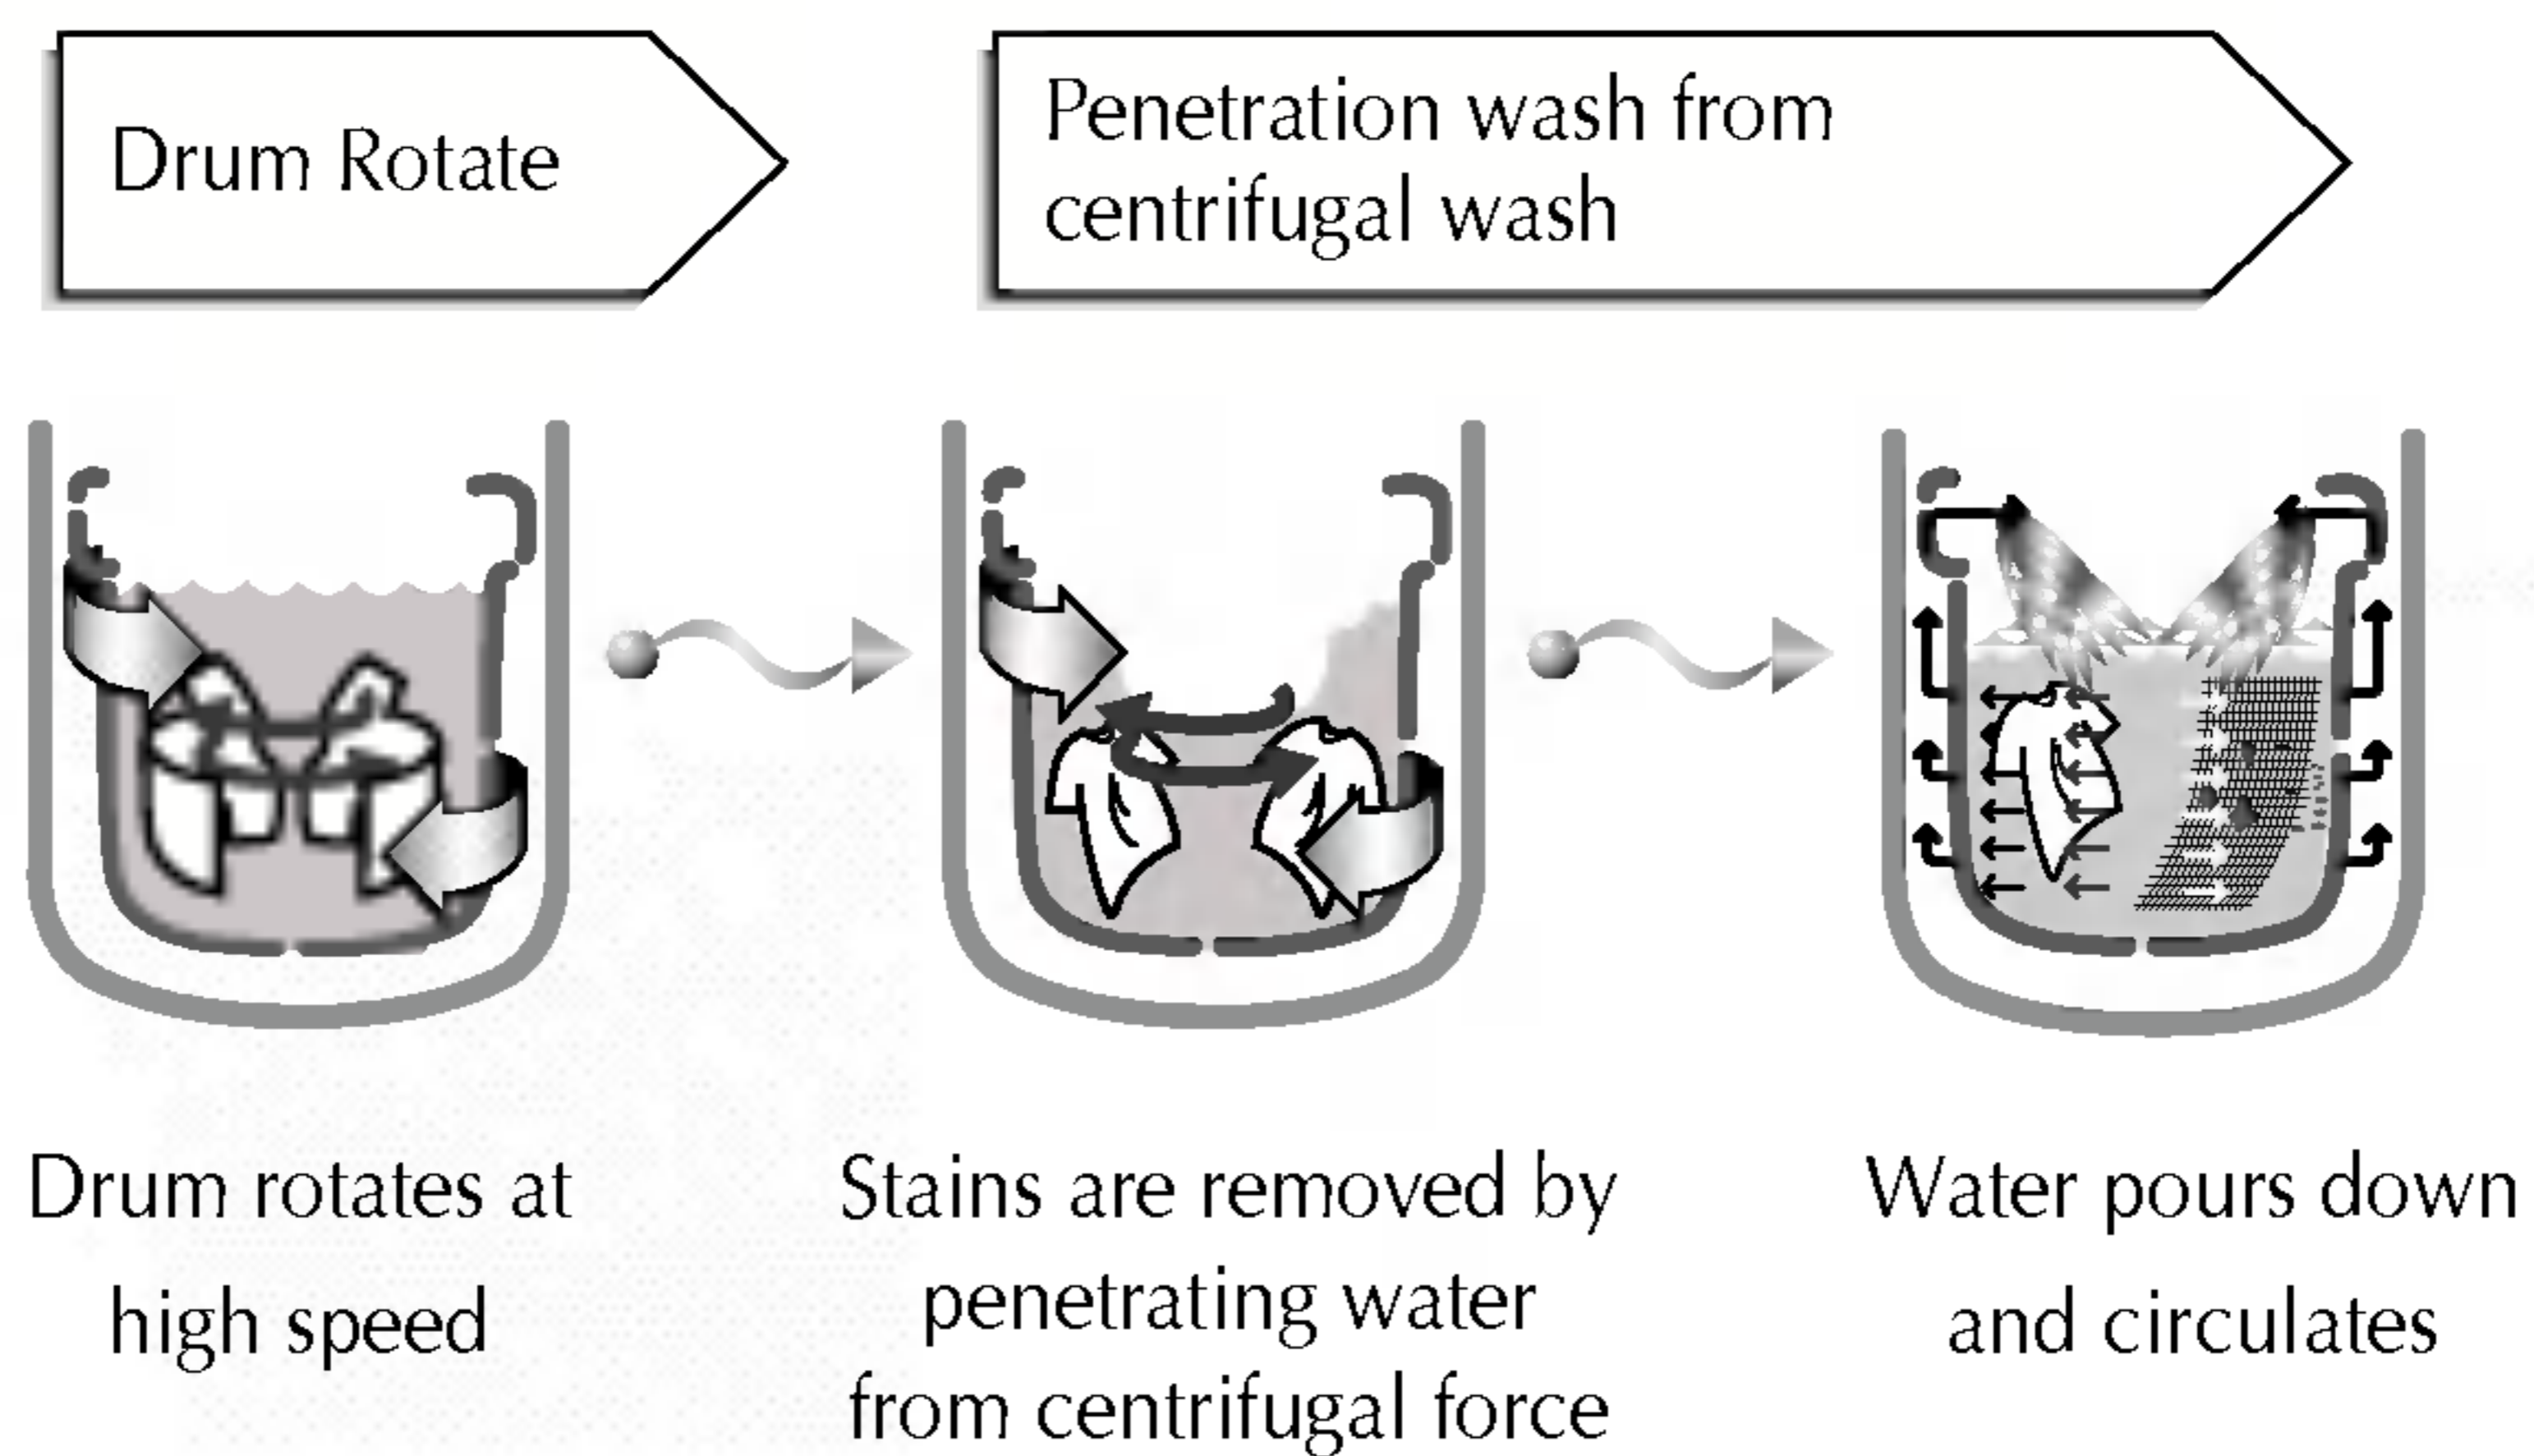 Drum Rotate
Penetration wash from
centrifugal wash
Drum rotates at
high speed
Stains are removed by
penetrating water
from centrifugal force
Water pours down
and circulates